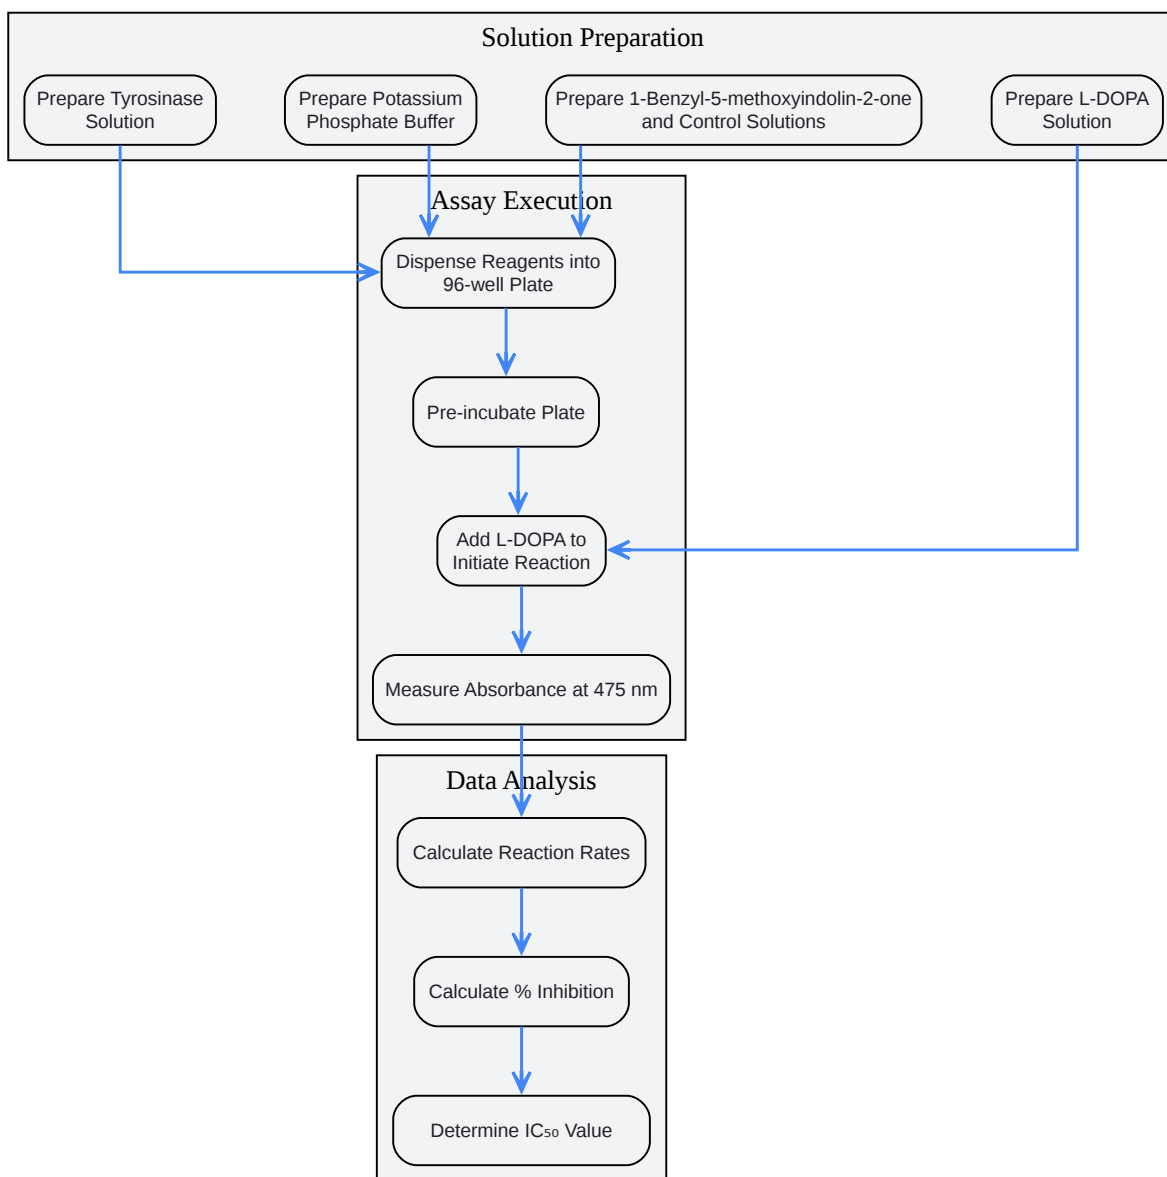 Solution Preparation
Prepare Tyrosinase
Solution
Prepare Potassium
Phosphate Buffer
Prepare 1-Benzyl-5-methoxyindolin-2-one
and Control Solutions
Prepare L-DOPA
Solution
Assay Execution
Dispense Reagents into
96-well Plate
Pre-incubate Plate
Add L-DOPA to
Initiate Reaction
Measure Absorbance at 475 nm
Data Analysis
Calculate Reaction Rates
Calculate % Inhibition
Determine IC₅₀ Value